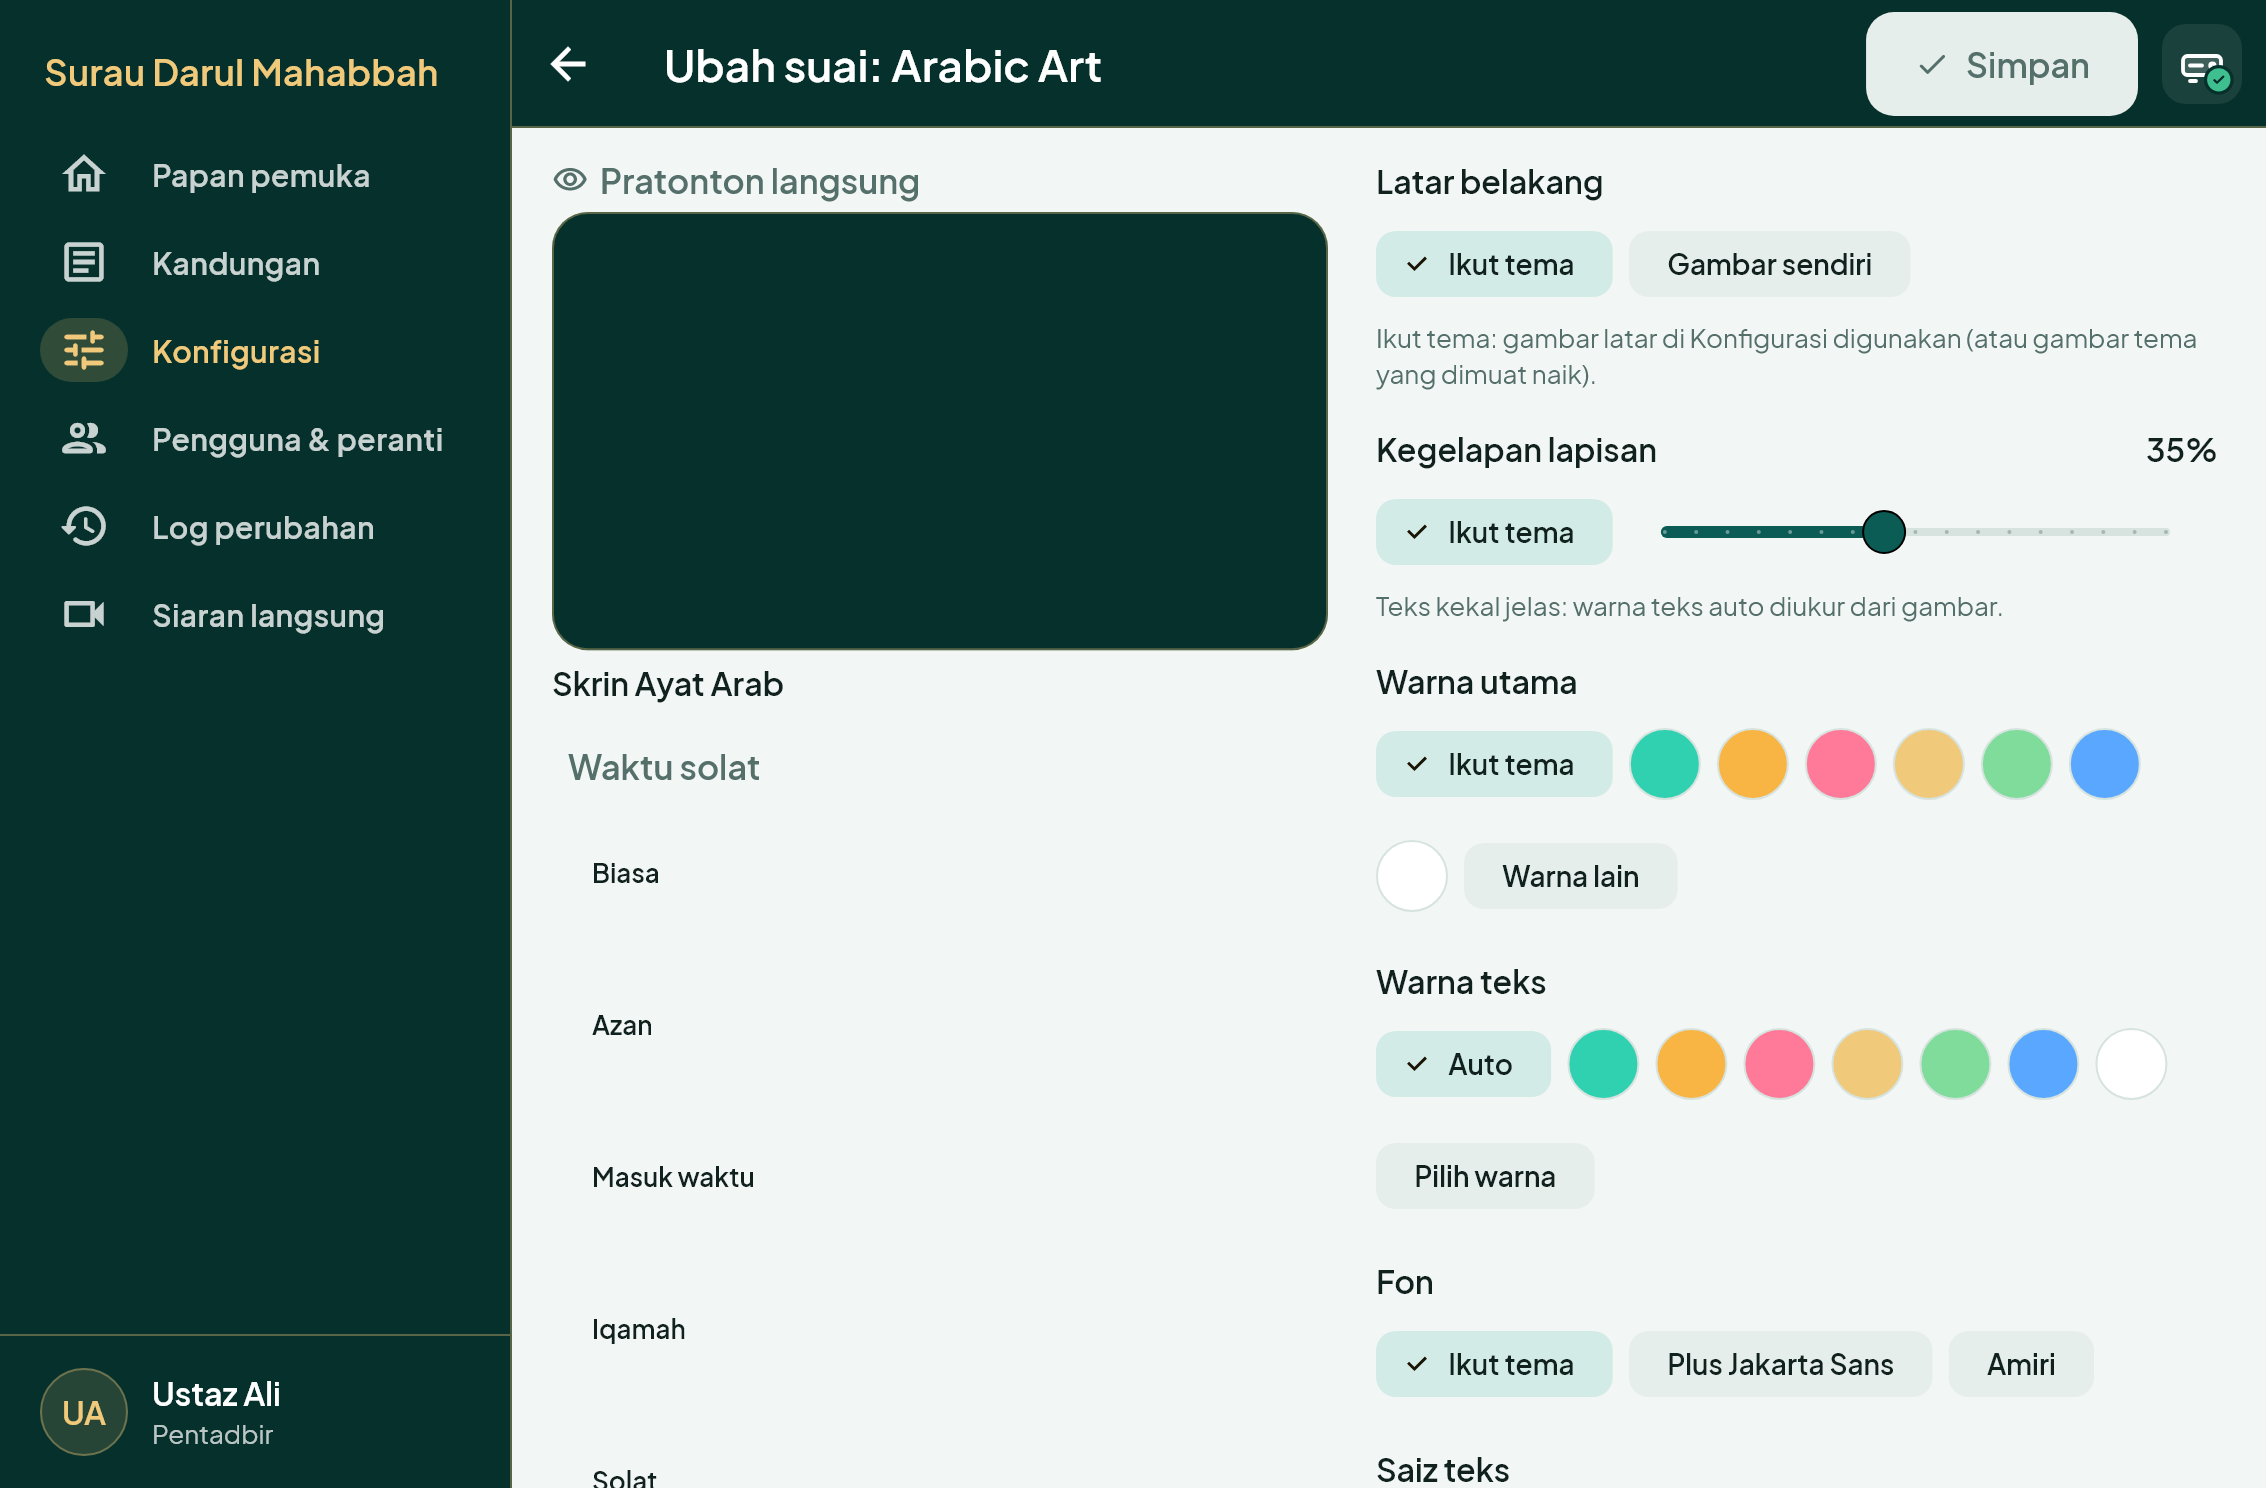 Surau Darul Mahabbah
Papan pemuka
Kandungan
Konfigurasi
Pengguna & peranti
Log perubahan
Siaran langsung
UA
Ustaz Ali
Pentadbir
Ubah suai: Arabic Art
Simpan
Pratonton langsung
Skrin Ayat Arab
Waktu solat
Biasa
Azan
Masuk waktu
Iqamah
Solat
Latar belakang
Ikut tema
Gambar sendiri
Ikut tema: gambar latar di Konfigurasi digunakan (atau gambar tema
yang dimuat naik).
Kegelapan lapisan
35%
Ikut tema
Teks kekal jelas: warna teks auto diukur dari gambar.
Warna utama
Ikut tema
Warna lain
Warna teks
Auto
Pilih warna
Fon
Ikut tema
Plus Jakarta Sans
Amiri
Saiz teks